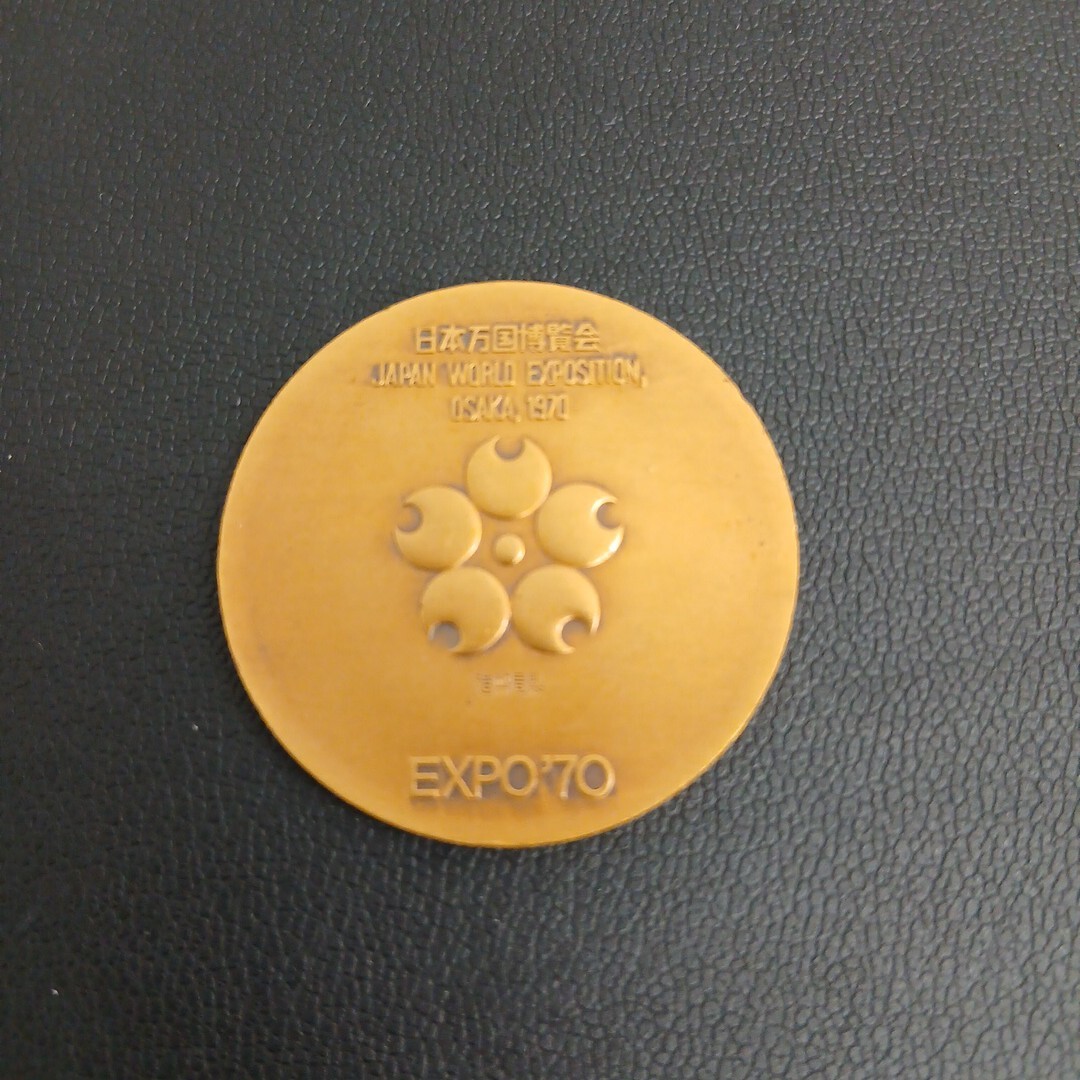 日本万国博覧会
JAPAN WORLD EXPOSITION,
OSAKA, 1970
EXPO'70